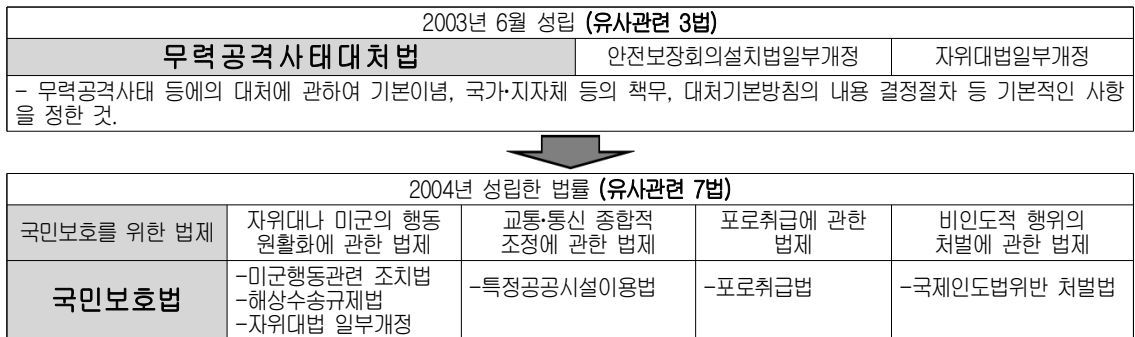 2003년 6월 성립 (유사관련 3법)
무력공격사태대처법 안전보장회의설치법일부개정 자위대법일부개정
- 무력공격사태 등에의 대처에 관하여 기본이념, 국가·지자체 등의 책무, 대처기본방침의 내용 결정절차 등 기본적인 사항
을 정한 것.
2004년 성립한 법률 (유사관련 7법)
국민보호를 위한 법제
자위대나 미군의 행동
원활화에 관한 법제
교통·통신 종합적
조정에 관한 법제
포로취급에 관한
법제
비인도적 행위의
처벌에 관한 법제
국민보호법
-미군행동관련 조치법
-해상수송규제법
-자위대법 일부개정
-특정공공시설이용법
-포로취급법
-국제인도법위반 처벌법